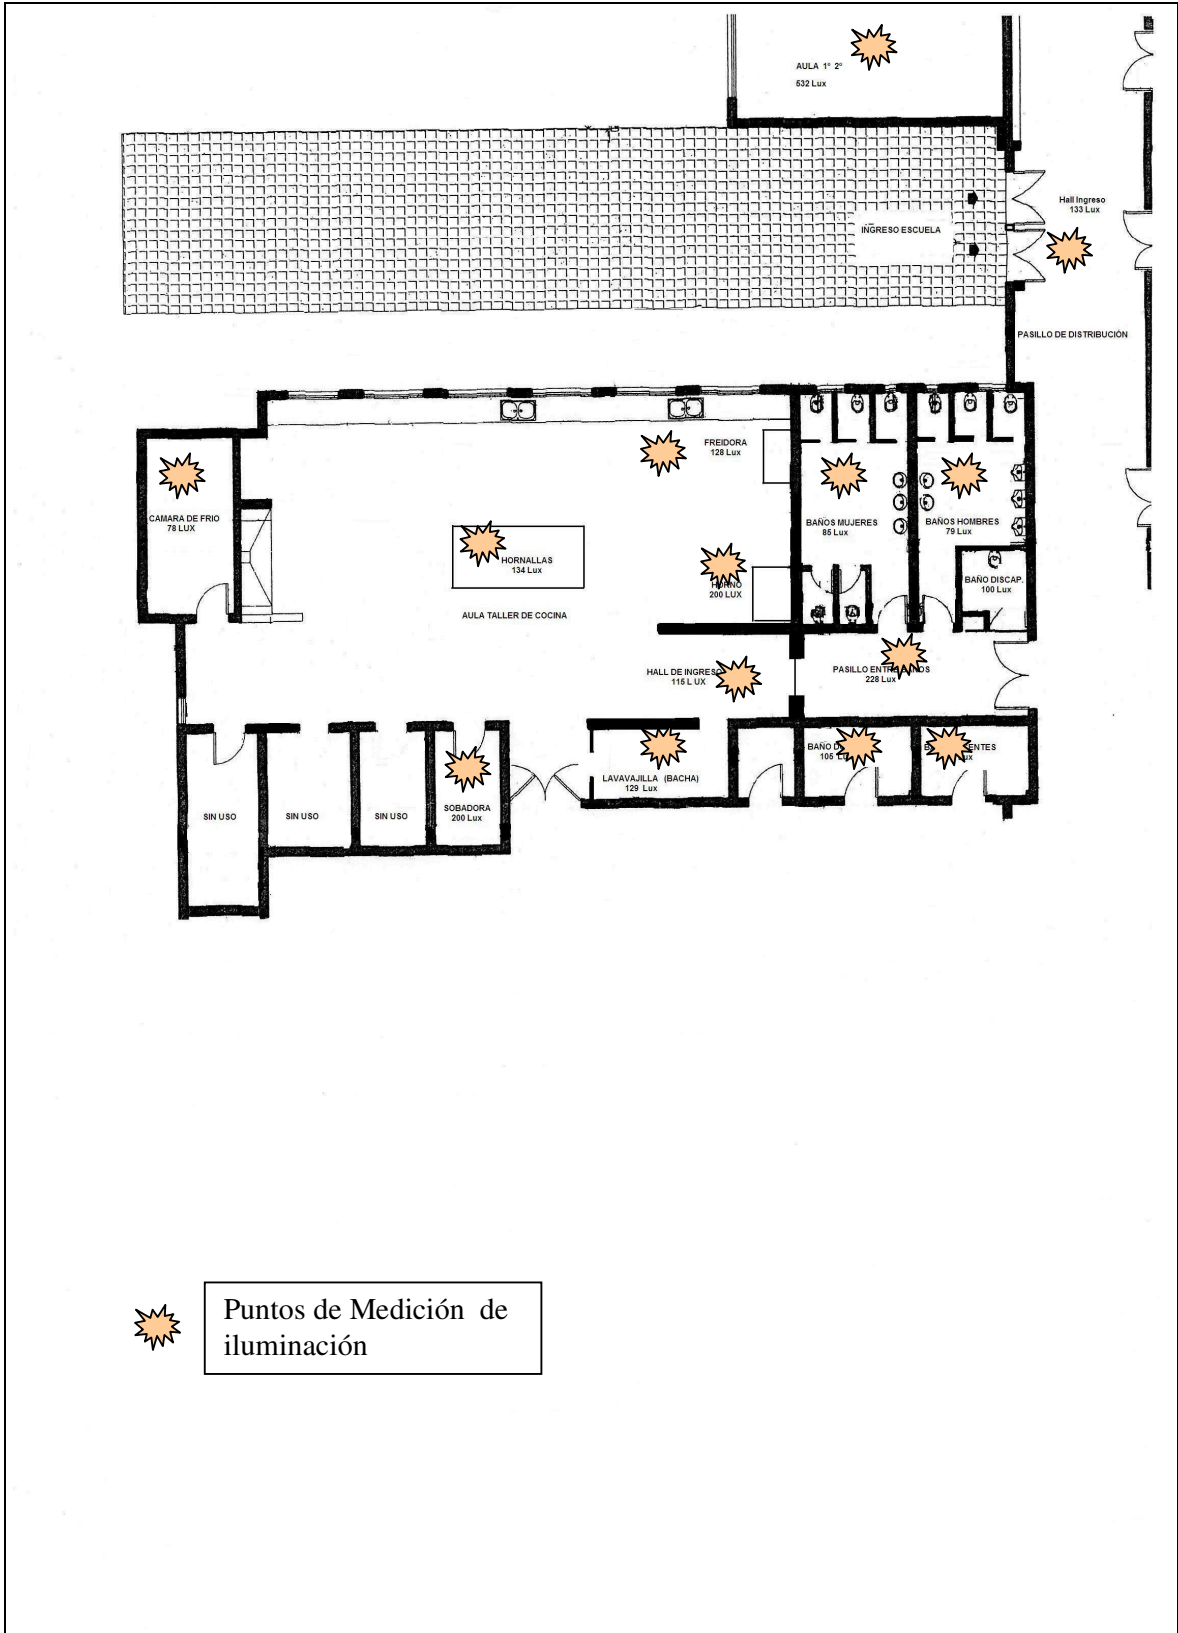 AULA 1° 2°
532 Lux
Hall Ingreso
133 Lux
INGRESO ESCUELA
PASILLO DE DISTRIBUCIÓN
FREIDORA
128 Lux
CAMARA DE FRIO
78 LUX
BAÑOS MUJERES
85 Lux
BAÑOS HOMBRES
79 Lux
HORNALLAS
134 Lux
HORNO
200 LUX
BAÑO DISCAP.
100 Lux
AULA TALLER DE COCINA
HALL DE INGRESO
115 L UX
PASILLO ENTRE BAÑOS
228 Lux
BAÑO
105 Lux
LAVAVAJILLA (BACHA)
129 Lux
SOBADORA
200 Lux
SIN USO
SIN USO
SIN USO
Puntos de Medición de
iluminación